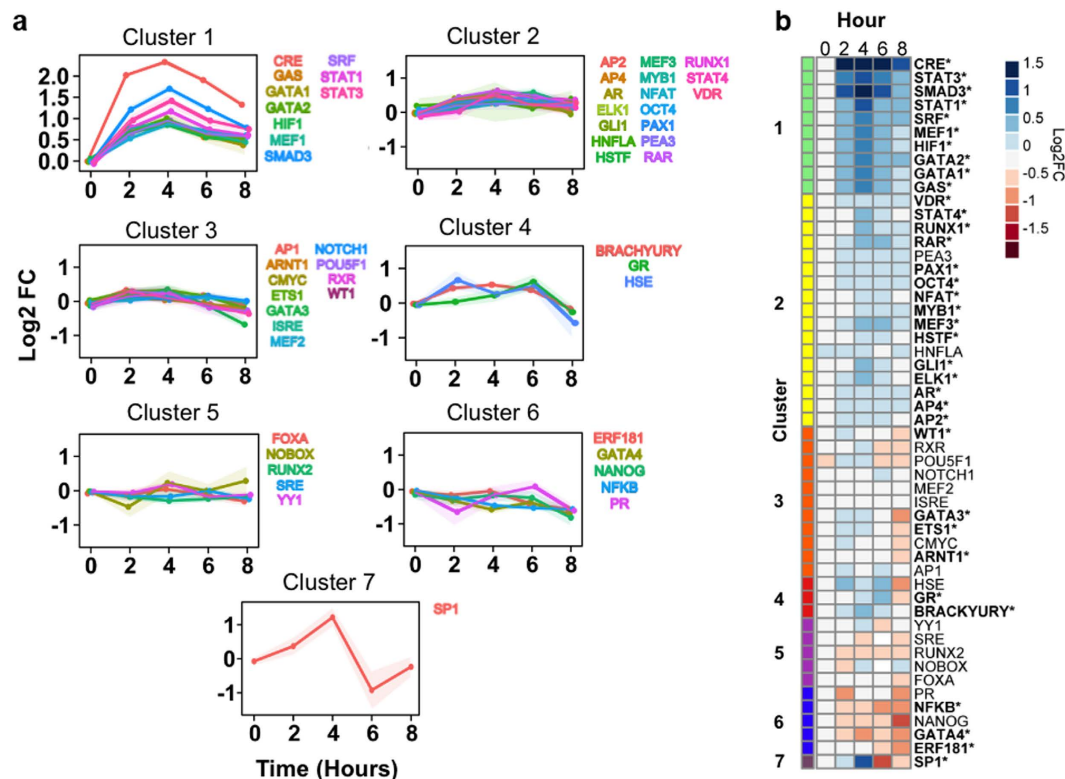 a
Cluster 1
CRE SRF
GAS STAT1
GATA1 STAT3
GATA2
HIF1
MEF1
SMAD3
2.0
1.5
1.0
0.5
0.0
0 2 4 6 8
Cluster 2
AP2 MEF3 RUNX1
AP4 MYB1 STAT4
AR NFAT VDR
ELK1 OCT4
GLI1 PAX1
HNFLA PEA3
HSTF RAR
1
0
-1
0 2 4 6 8
Cluster 3
AP1 NOTCH1
ARNT1 POU5F1
CMYC RXR
ETS1 WT1
GATA3
ISRE
MEF2
1
0
-1
0 2 4 6 8
Cluster 4
BRACHYURY
GR
HSE
1
0
-1
0 2 4 6 8
Cluster 5
FOXA
NOBOX
RUNX2
SRE
YY1
1
0
-1
0 2 4 6 8
Cluster 6
ERF181
GATA4
NANOG
NFKB
PR
1
0
-1
0 2 4 6 8
Cluster 7
SP1
1
0
-1
0 2 4 6 8
Log2 FC
Time (Hours)
b
Hour
0 2 4 6 8
CRE*
STAT3*
SMAD3*
STAT1*
SRF*
MEF1*
HIF1*
GATA2*
GATA1*
GAS*
VDR*
STAT4*
RUNX1*
RAR*
PEA3
PAX1*
OCT4*
NFAT*
MYB1*
MEF3*
HSTF*
HNFLA
GLI1*
ELK1*
AR*
AP4*
AP2*
WT1*
RXR
POU5F1
NOTCH1
MEF2
ISRE
GATA3*
ETS1*
CMYC
ARNT1*
AP1
HSE
GR*
BRACKYURY*
YY1
SRE
RUNX2
NOBOX
FOXA
PR
NFKB*
NANOG
GATA4*
ERF181*
SP1*
Cluster
1
2
3
4
5
6
7
1.5
1
0.5
0
-0.5
-1
-1.5
Log2FC